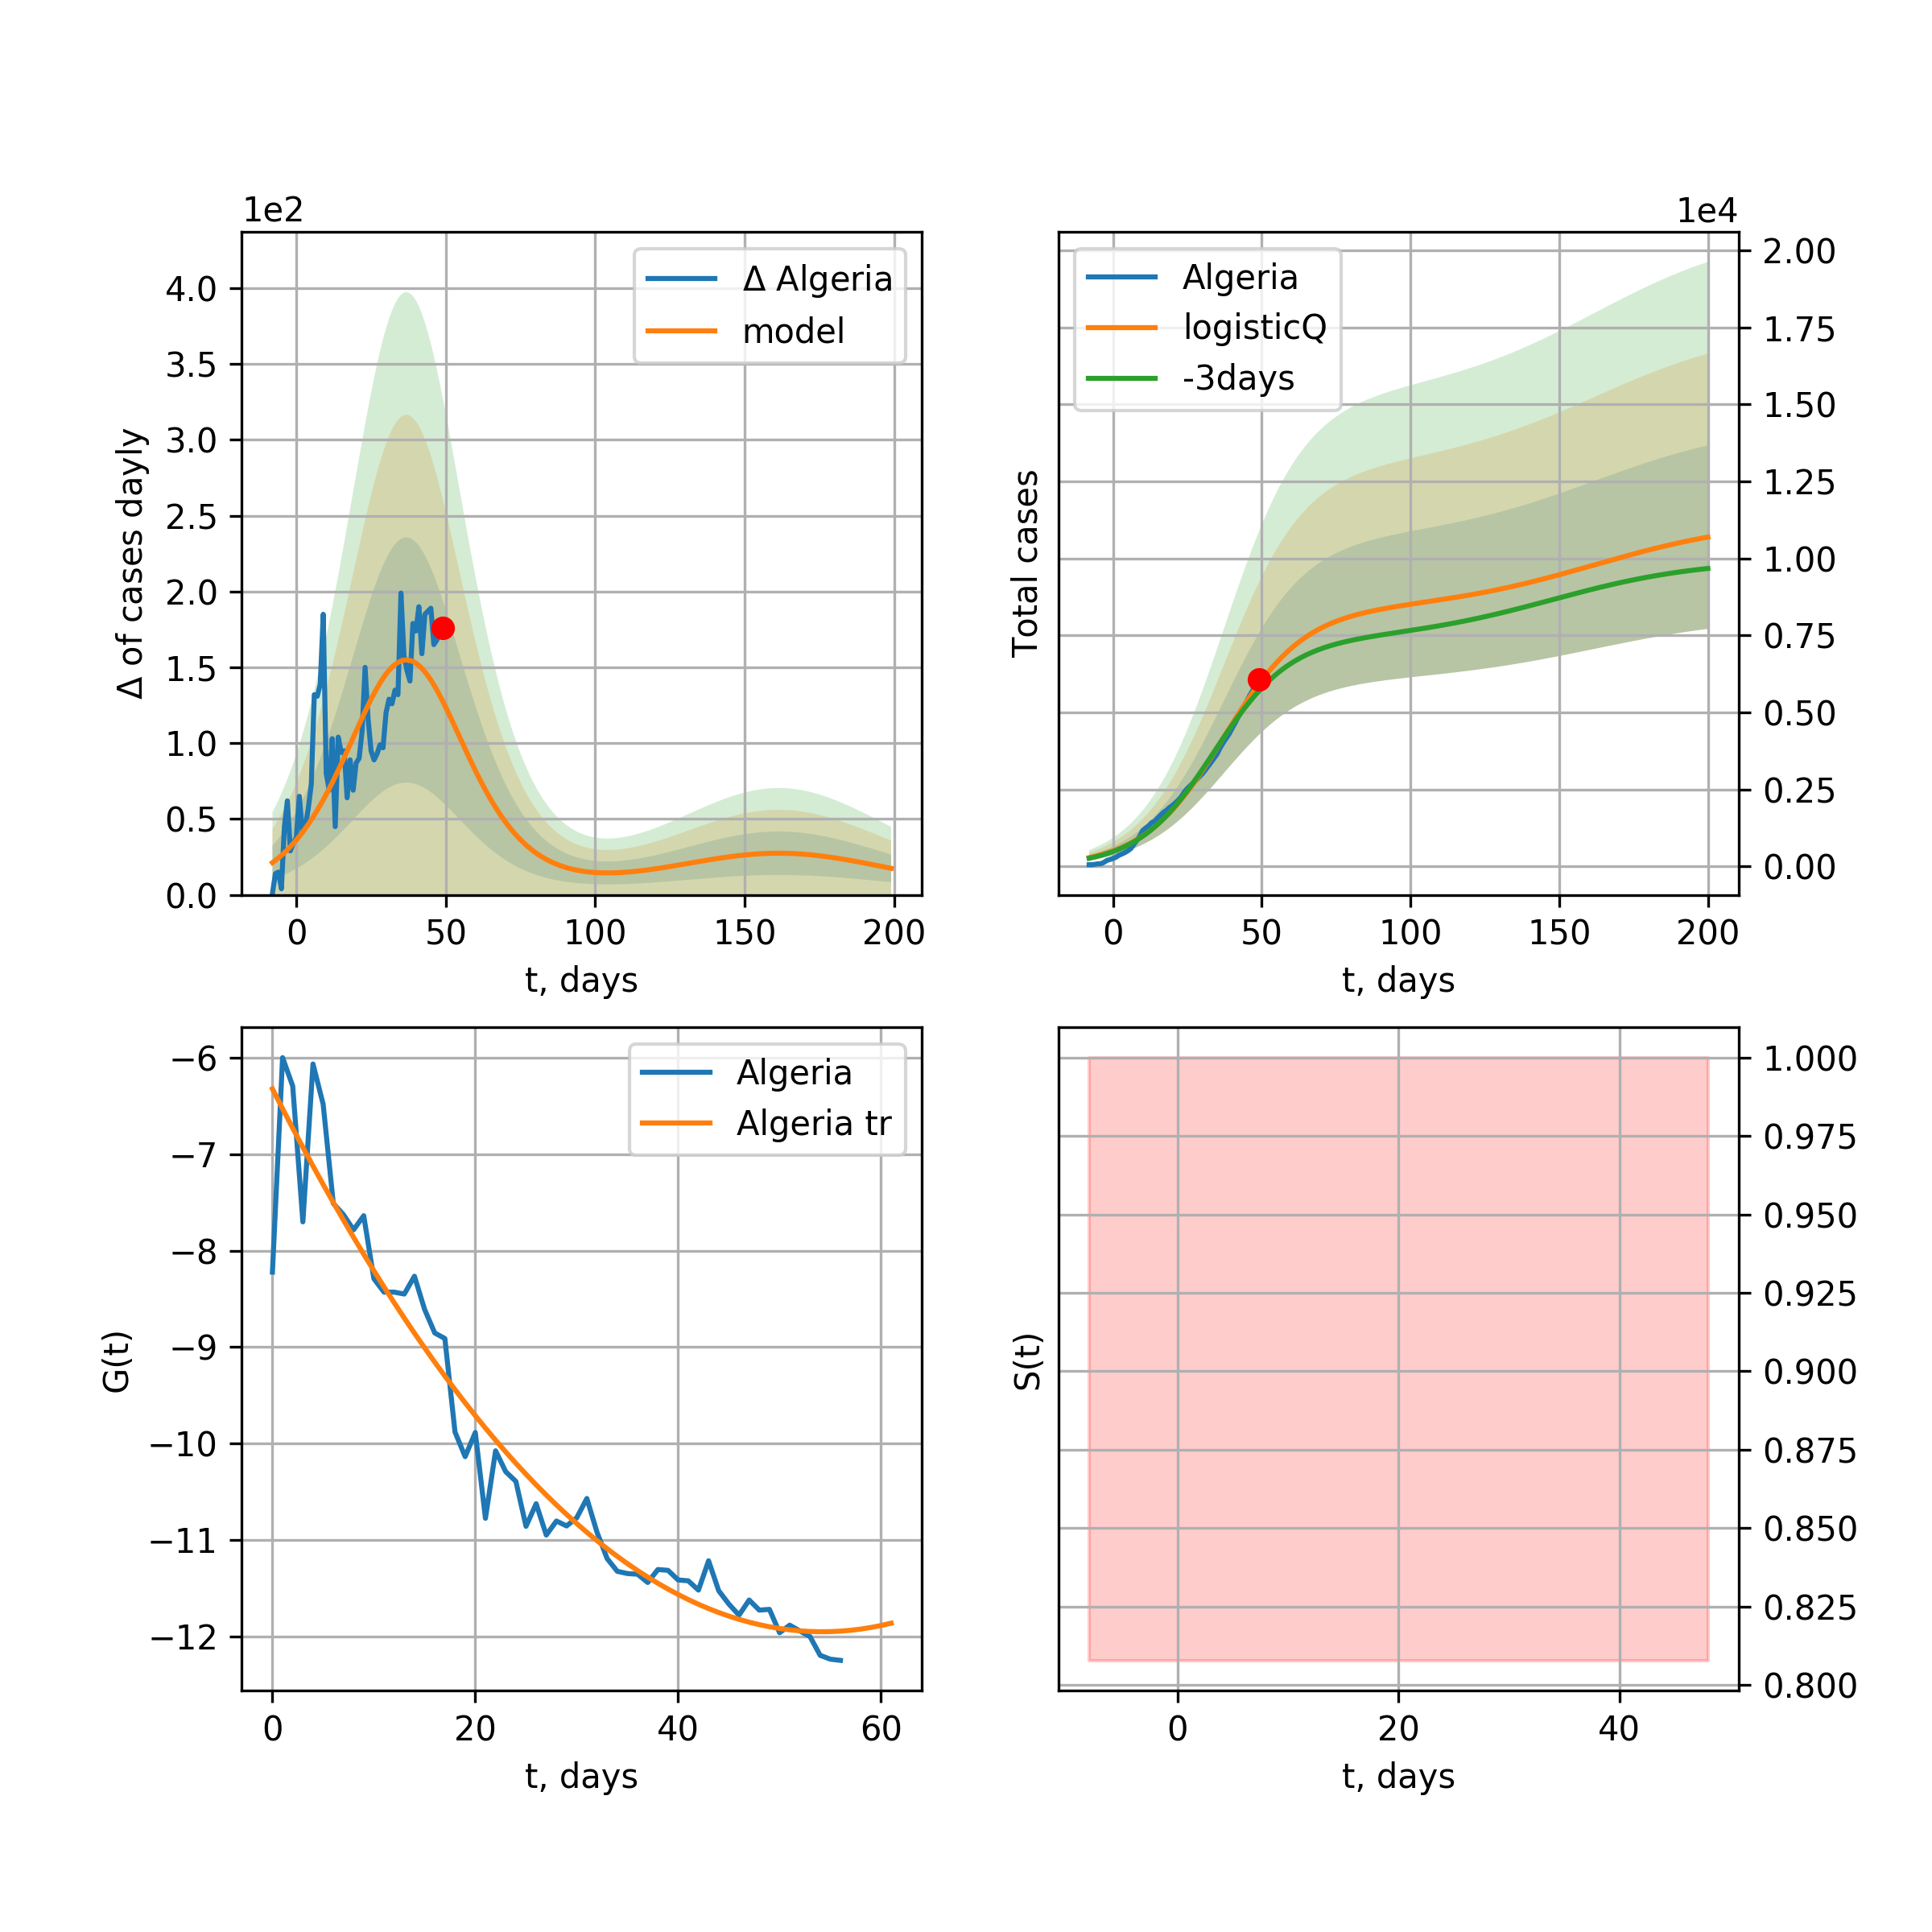 1e2
Δ of cases dayly
4.0
3.5
3.0
2.5
2.0
1.5
1.0
0.5
0.0
0 50 100 150 200
t, days
Δ Algeria
model
1e4
Total cases
2.00
1.75
1.50
1.25
1.00
0.75
0.50
0.25
0.00
0 50 100 150 200
t, days
Algeria
logisticQ
-3days
G(t)
−6
−7
−8
−9
−10
−11
−12
0 20 40 60
t, days
Algeria
Algeria tr
S(t)
1.000
0.975
0.950
0.925
0.900
0.875
0.850
0.825
0.800
0 20 40
t, days